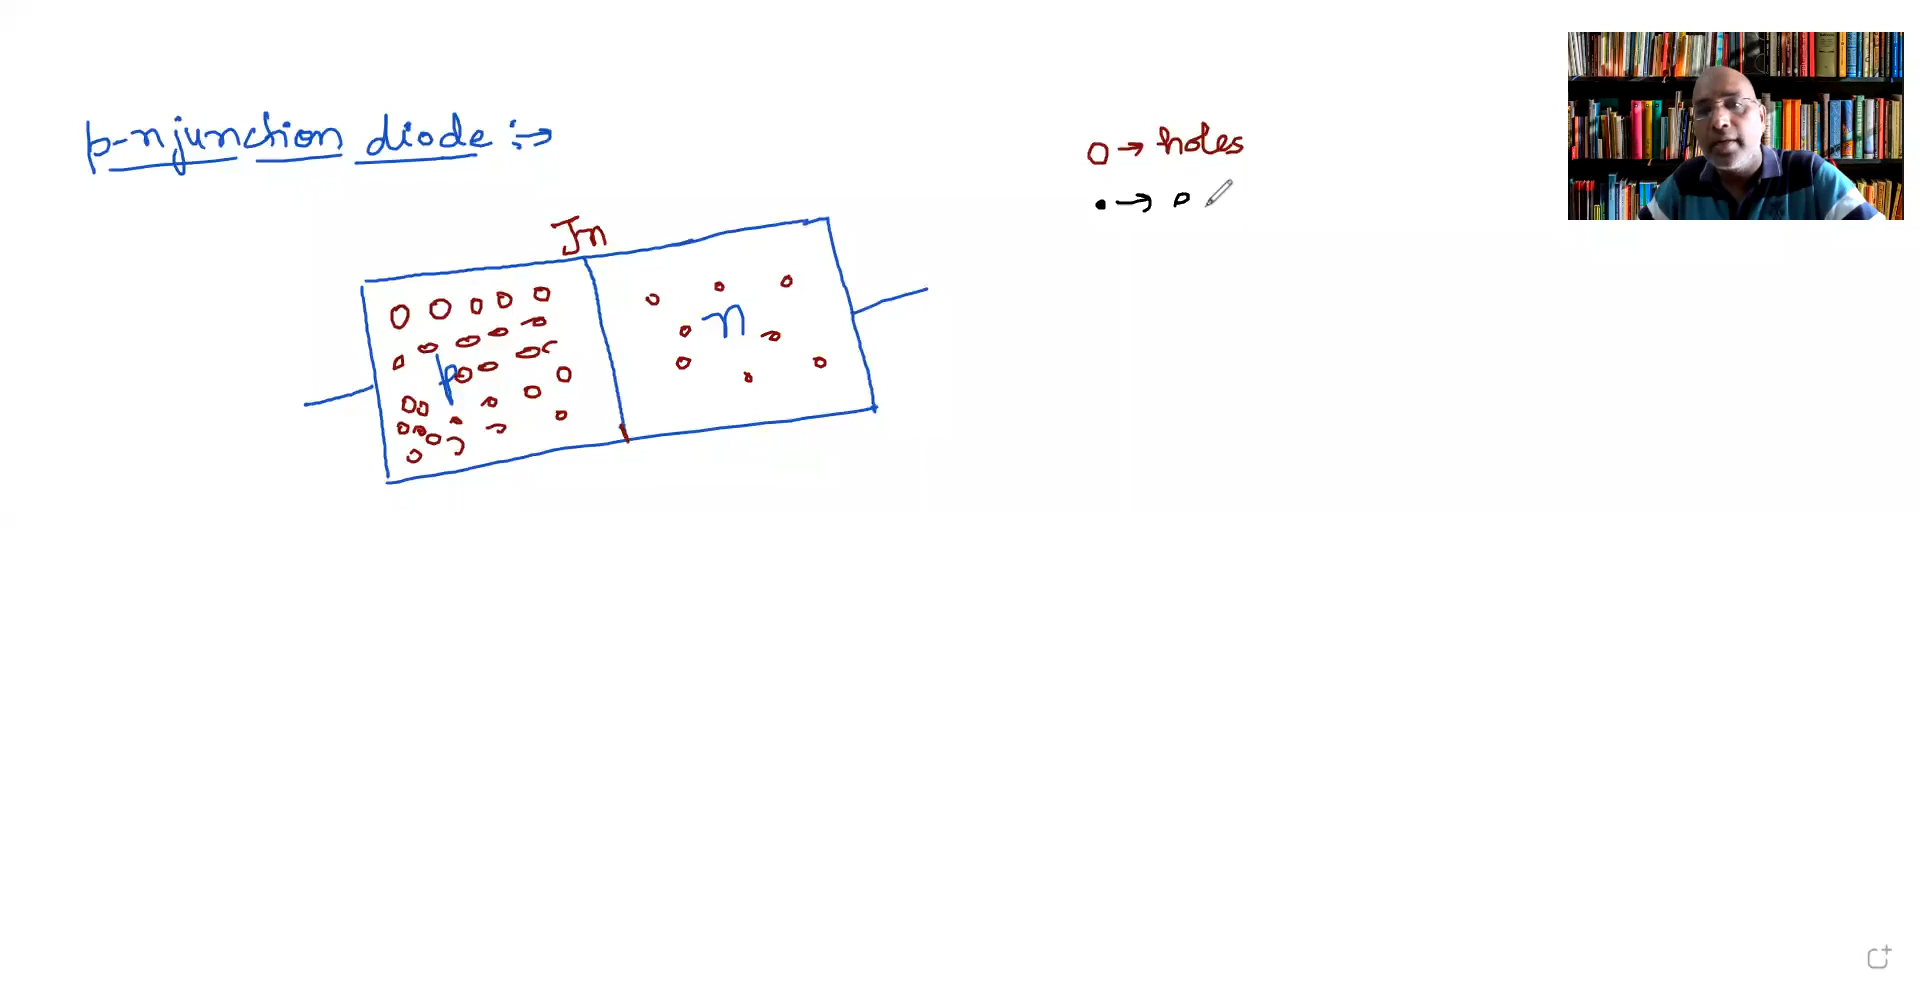 p-n junction diode :→
○ → holes
• → e
Jn
n
p